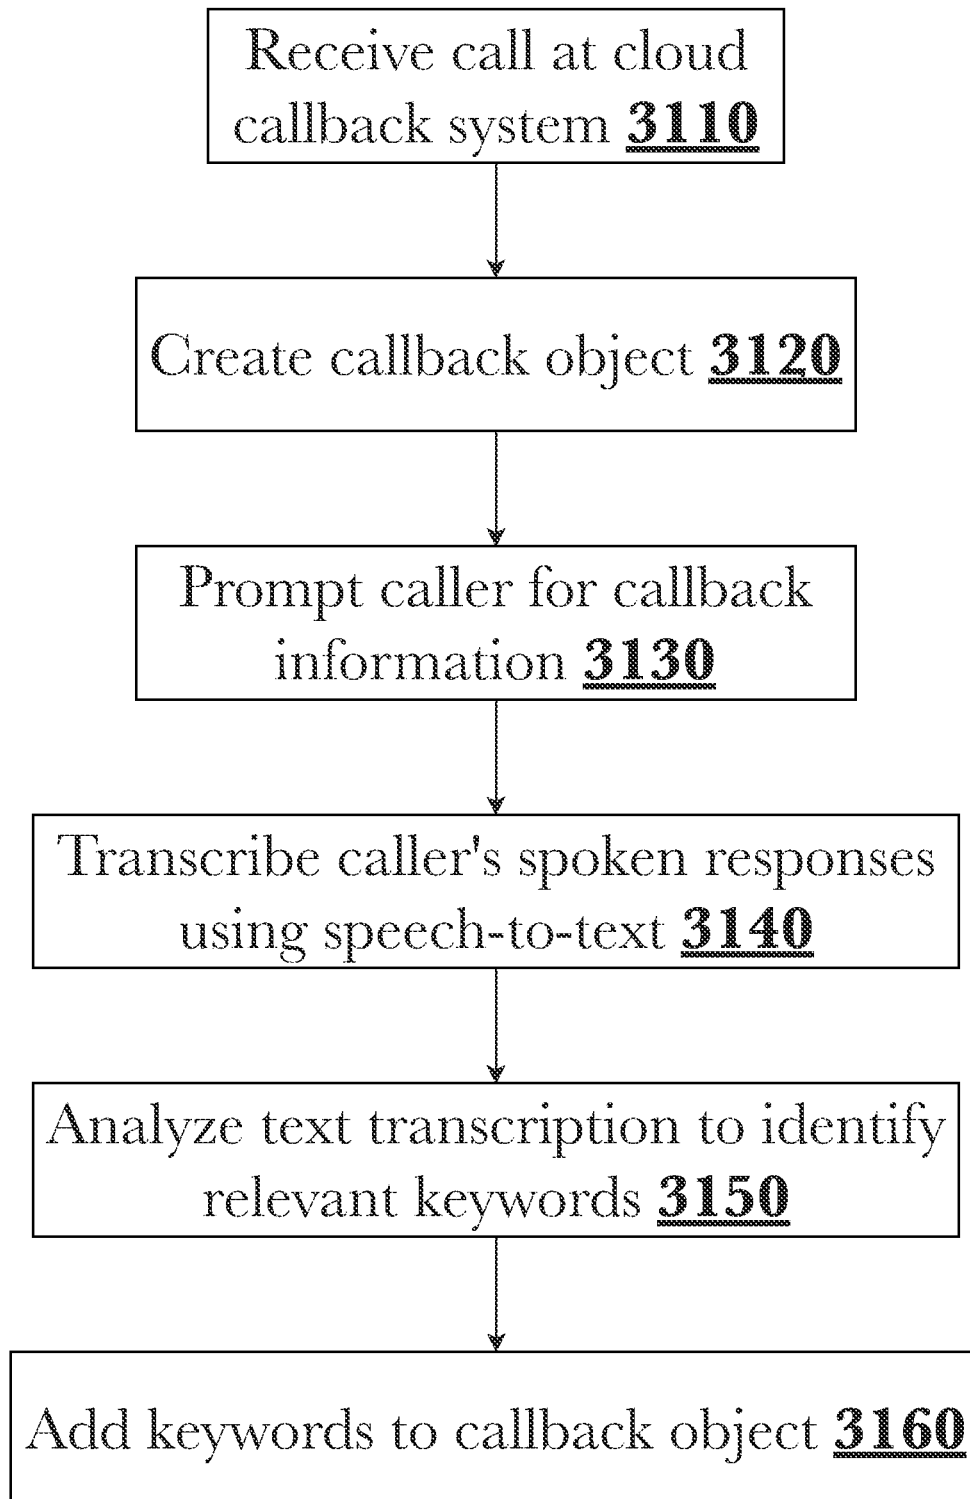 Receive call at cloud
callback system 3110
Create callback object 3120
Prompt caller for callback
information 3130
Transcribe caller's spoken responses
using speech-to-text 3140
Analyze text transcription to identify
relevant keywords 3150
Add keywords to callback object 3160